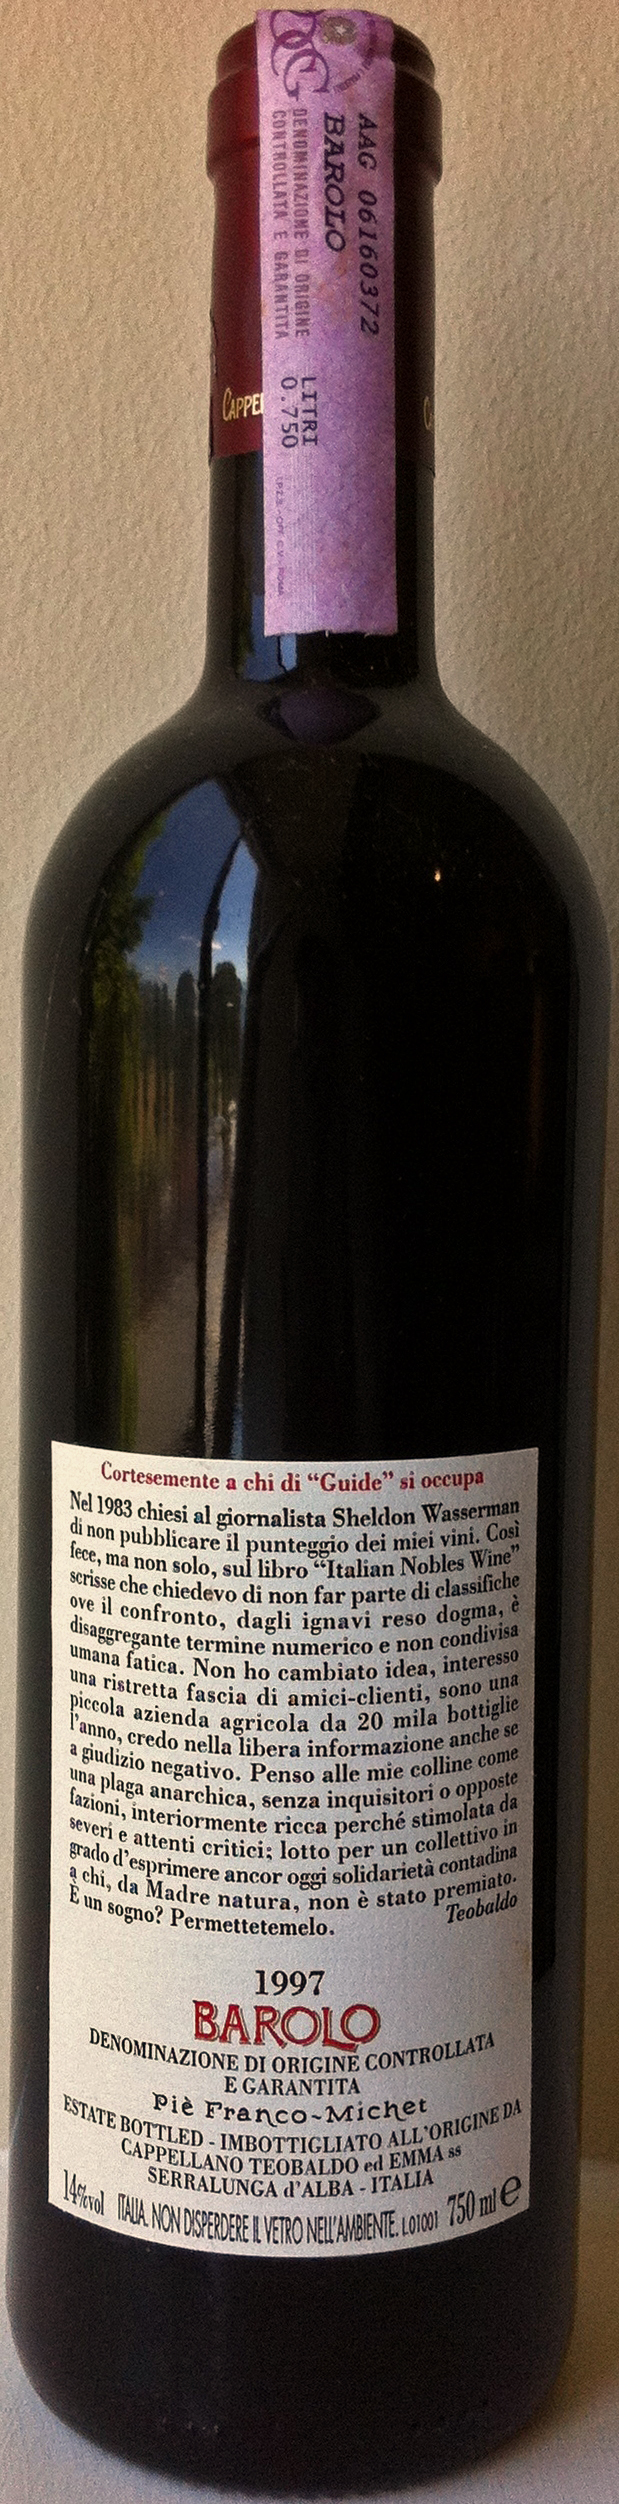 DOCG
AAG 06160372
BAROLO
DENOMINAZIONE DI ORIGINE
CONTROLLATA E GARANTITA
LITRI
0.750
CAPPEL
Cortesemente a chi di “Guide” si occupa
Nel 1983 chiesi al giornalista Sheldon Wasserman
di non pubblicare il punteggio dei miei vini. Così
fece, ma non solo, sul libro “Italian Nobles Wine”
scrisse che chiedevo di non far parte di classifiche
ove il confronto, dagli ignavi reso dogma, è
disaggregante termine numerico e non condivisa
umana fatica. Non ho cambiato idea, interesso
una ristretta fascia di amici-clienti, sono una
piccola azienda agricola da 20 mila bottiglie
l’anno, credo nella libera informazione anche se
a giudizio negativo. Penso alle mie colline come
una plaga anarchica, senza inquisitori o opposte
fazioni, interiormente ricca perché stimolata da
severi e attenti critici; lotto per un collettivo in
grado d’esprimere ancor oggi solidarietà contadina
a chi, da Madre natura, non è stato premiato.
È un sogno? Permettetemelo.
Teobaldo
1997
BAROLO
DENOMINAZIONE DI ORIGINE CONTROLLATA
E GARANTITA
Piè Franco~Michet
ESTATE BOTTLED - IMBOTTIGLIATO ALL’ORIGINE DA
CAPPELLANO TEOBALDO ed EMMA ss
SERRALUNGA d’ALBA - ITALIA
14%vol ITALIA. NON DISPERDERE IL VETRO NELL’AMBIENTE. L01001 750 ml e